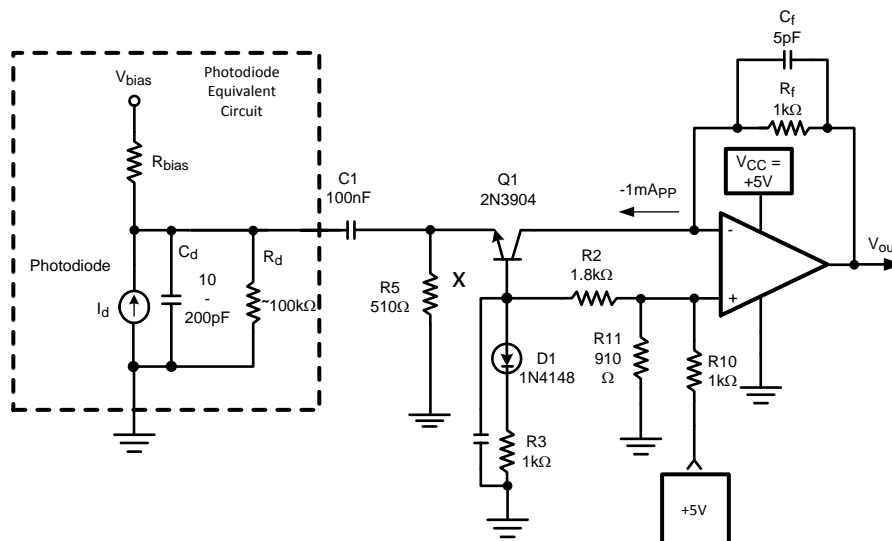 Photodiode
Equivalent
Circuit
Vbias
Rbias
Photodiode
Id
Cd
10
-
200pF
Rd
~100kΩ
C1
100nF
R5
510Ω
X
Q1
2N3904
-1mAPP
R2
1.8kΩ
D1
1N4148
R3
1kΩ
R11
910
Ω
R10
1kΩ
+5V
Cf
5pF
Rf
1kΩ
VCC =
+5V
-
+
Vou